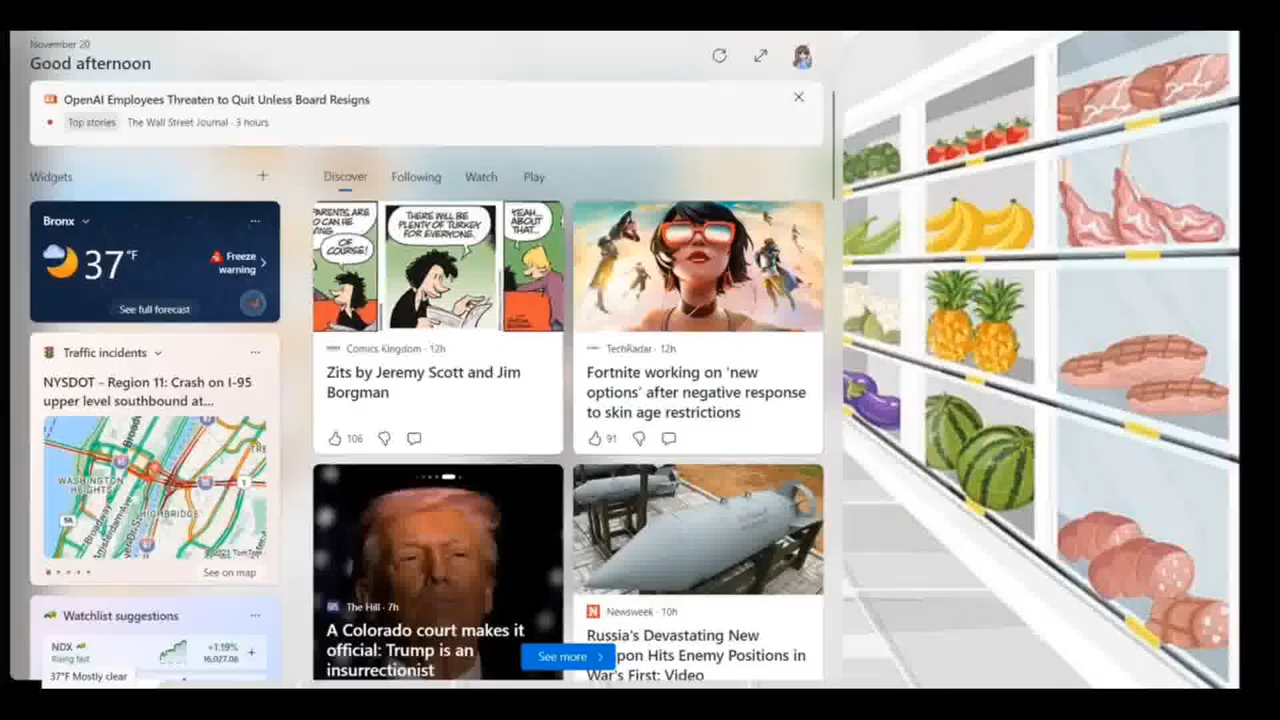 November 20
Good afternoon
OpenAI Employees Threaten to Quit Unless Board Resigns
Top stories The Wall Street Journal · 3 hours
Widgets
Discover Following Watch Play
Bronx
37 °F
Freeze
warning
See full forecast
Traffic incidents
NYSDOT - Region 11: Crash on I-95
upper level southbound at...
WASHINGTON
HEIGHTS
HIGHBRIDGE
Broadway
Amsterdam Av
See on map
Watchlist suggestions
NDX
Rising fast
+1.19%
16,027.06
37°F Mostly clear
PARENTS ARE
OF
COURSE!
THERE WILL BE
PLENTY OF TURKEY
FOR EVERYONE.
YEAH...
ABOUT
THAT...
Comics Kingdom · 12h
Zits by Jeremy Scott and Jim
Borgman
106
TechRadar · 12h
Fortnite working on 'new
options' after negative response
to skin age restrictions
91
The Hill · 7h
A Colorado court makes it
official: Trump is an
insurrectionist
See more
Newsweek · 10h
Russia's Devastating New
pon Hits Enemy Positions in
War's First: Video